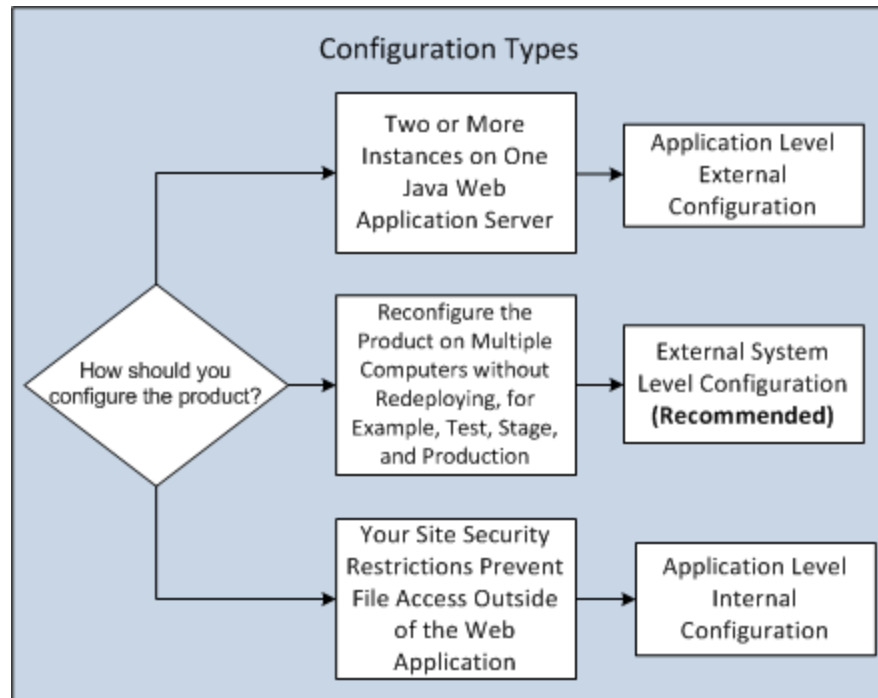 Configuration Types
Two or More
Instances on One
Java Web
Application Server
Application Level
External
Configuration
How should you
configure the product?
Reconfigure the
Product on Multiple
Computers without
Redeploying, for
Example, Test, Stage,
and Production
External System
Level Configuration
(Recommended)
Your Site Security
Restrictions Prevent
File Access Outside
of the Web
Application
Application Level
Internal
Configuration